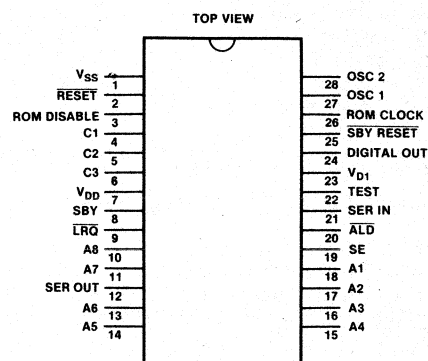 TOP VIEW
VSS 1 28 OSC 2
RESET 2 27 OSC 1
ROM DISABLE 3 26 ROM CLOCK
C1 4 25 SBY RESET
C2 5 24 DIGITAL OUT
C3 6 23 VD1
VDD 7 22 TEST
SBY 8 21 SER IN
LRQ 9 20 ALD
A8 10 19 SE
A7 11 18 A1
SER OUT 12 17 A2
A6 13 16 A3
A5 14 15 A4